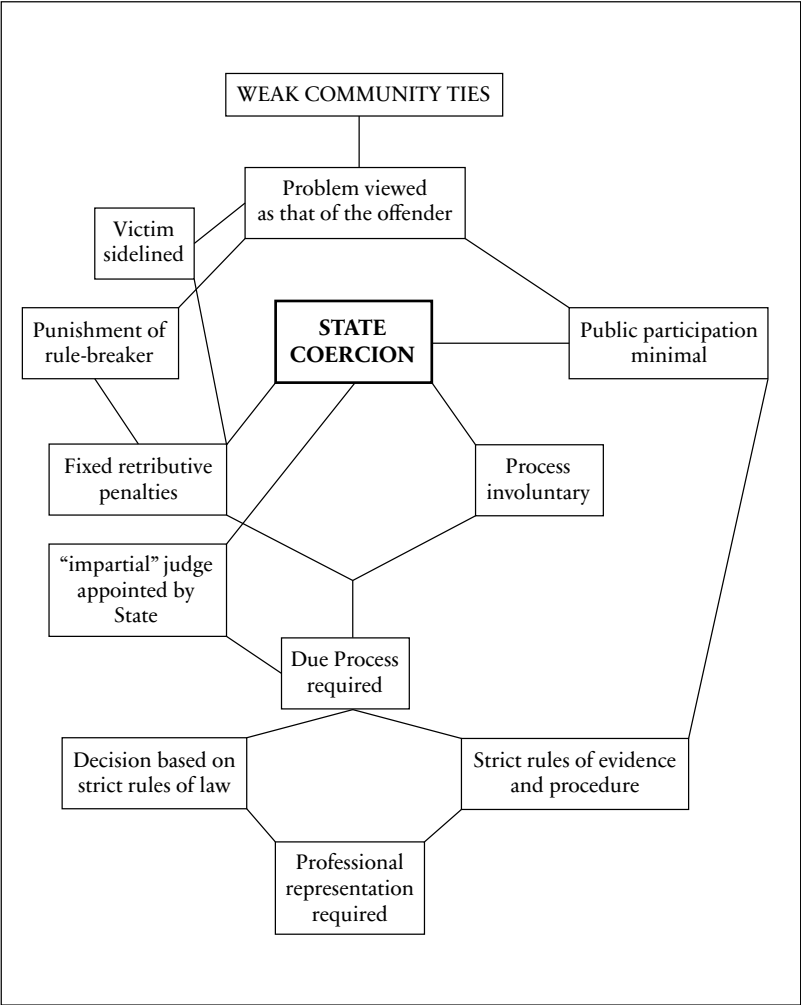 WEAK COMMUNITY TIES
Problem viewed
as that of the offender
Victim
sidelined
Punishment of
rule-breaker
STATE
COERCION
Public participation
minimal
Fixed retributive
penalties
Process
involuntary
“impartial” judge
appointed by
State
Due Process
required
Decision based on
strict rules of law
Strict rules of evidence
and procedure
Professional
representation
required